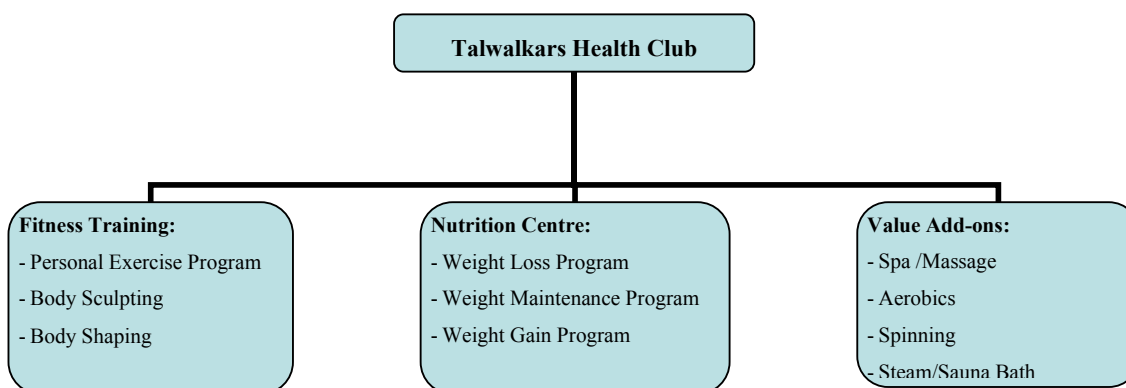 Talwalkars Health Club
Fitness Training:
- Personal Exercise Program
- Body Sculpting
- Body Shaping
Nutrition Centre:
- Weight Loss Program
- Weight Maintenance Program
- Weight Gain Program
Value Add-ons:
- Spa /Massage
- Aerobics
- Spinning
- Steam/Sauna Bath